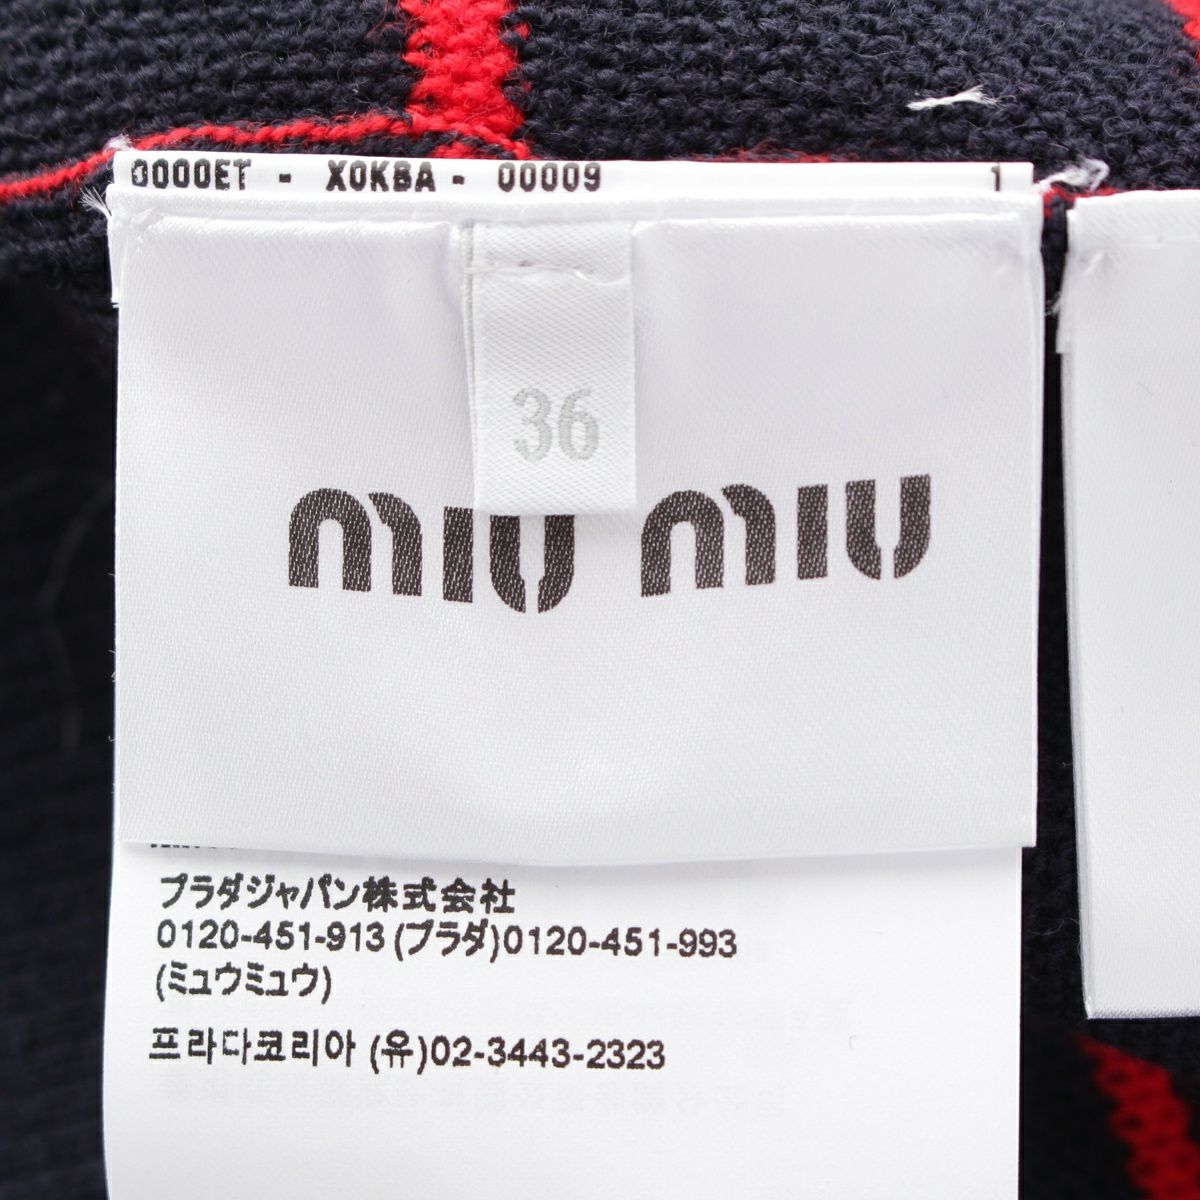 0000ET - X0KBA - 00009 1
36
miu miu
プラダジャパン株式会社
0120-451-913 (プラダ)0120-451-993
(ミュウミュウ)
프라다코리아 (유)02-3443-2323